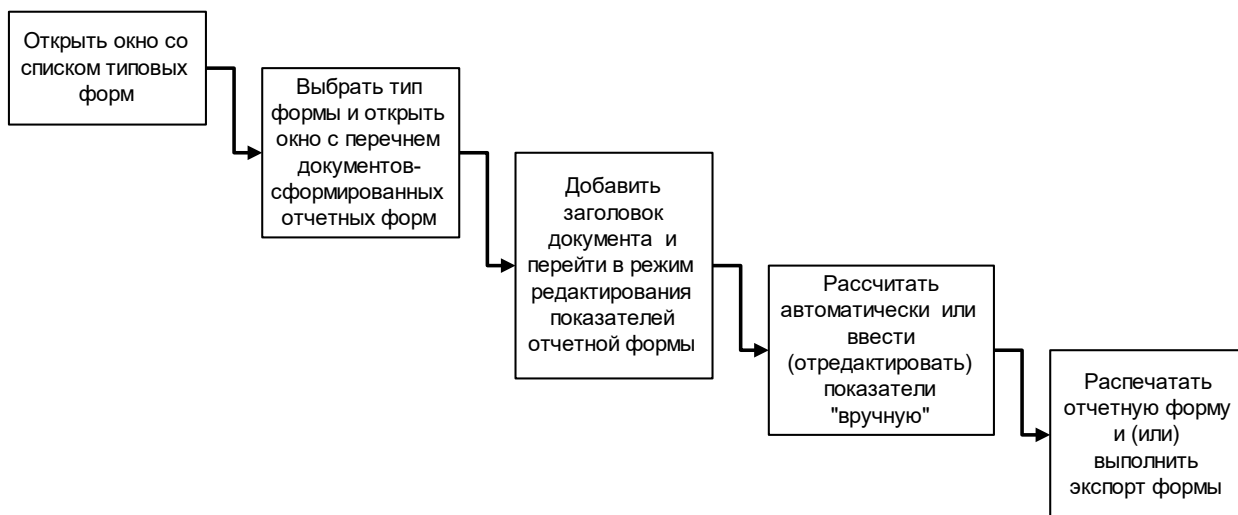 Открыть окно со
списком типовых
форм
Выбрать тип
формы и открыть
окно с перечнем
документов-
сформированных
отчетных форм
Добавить
заголовок
документа и
перейти в режим
редактирования
показателей
отчетной формы
Рассчитать
автоматически или
ввести
(отредактировать)
показатели
"вручную"
Распечатать
отчетную форму
и (или)
выполнить
экспорт формы